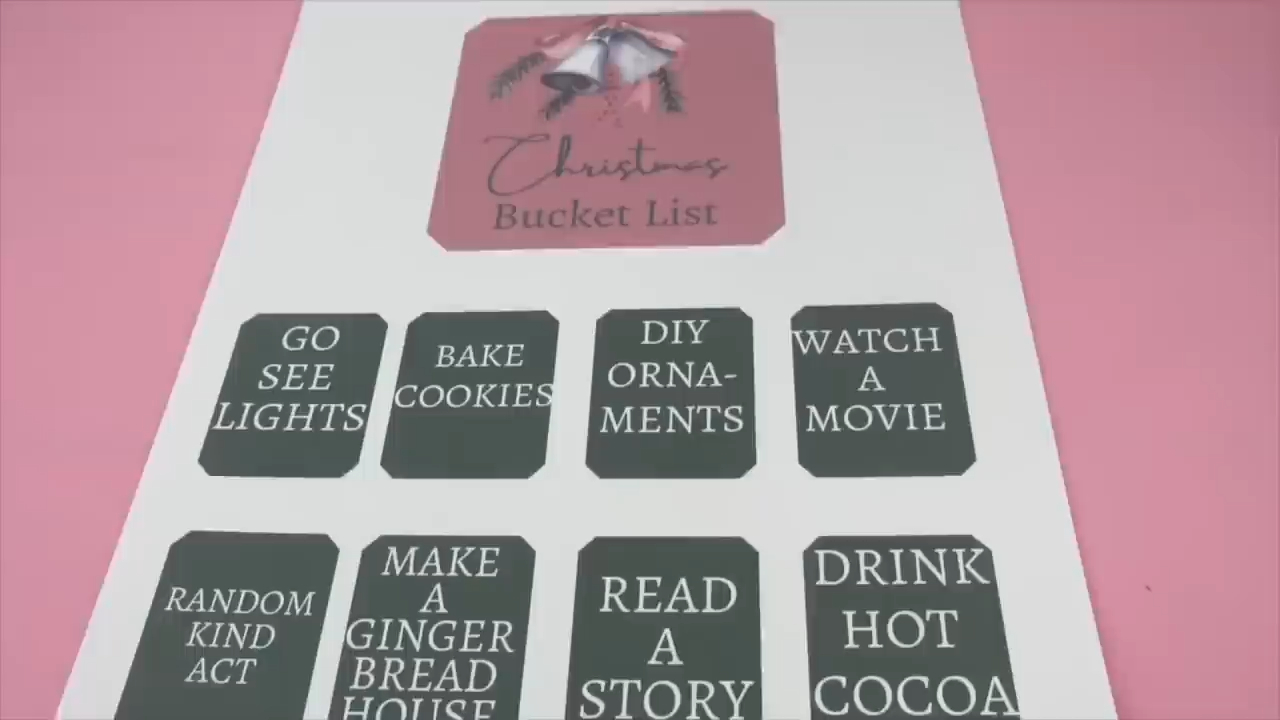 Christmas
Bucket List
GO
SEE
LIGHTS
BAKE
COOKIES
DIY
ORNA-
MENTS
WATCH
A
MOVIE
RANDOM
KIND
ACT
MAKE
A
GINGER
BREAD
HOUSE
READ
A
STORY
DRINK
HOT
COCOA